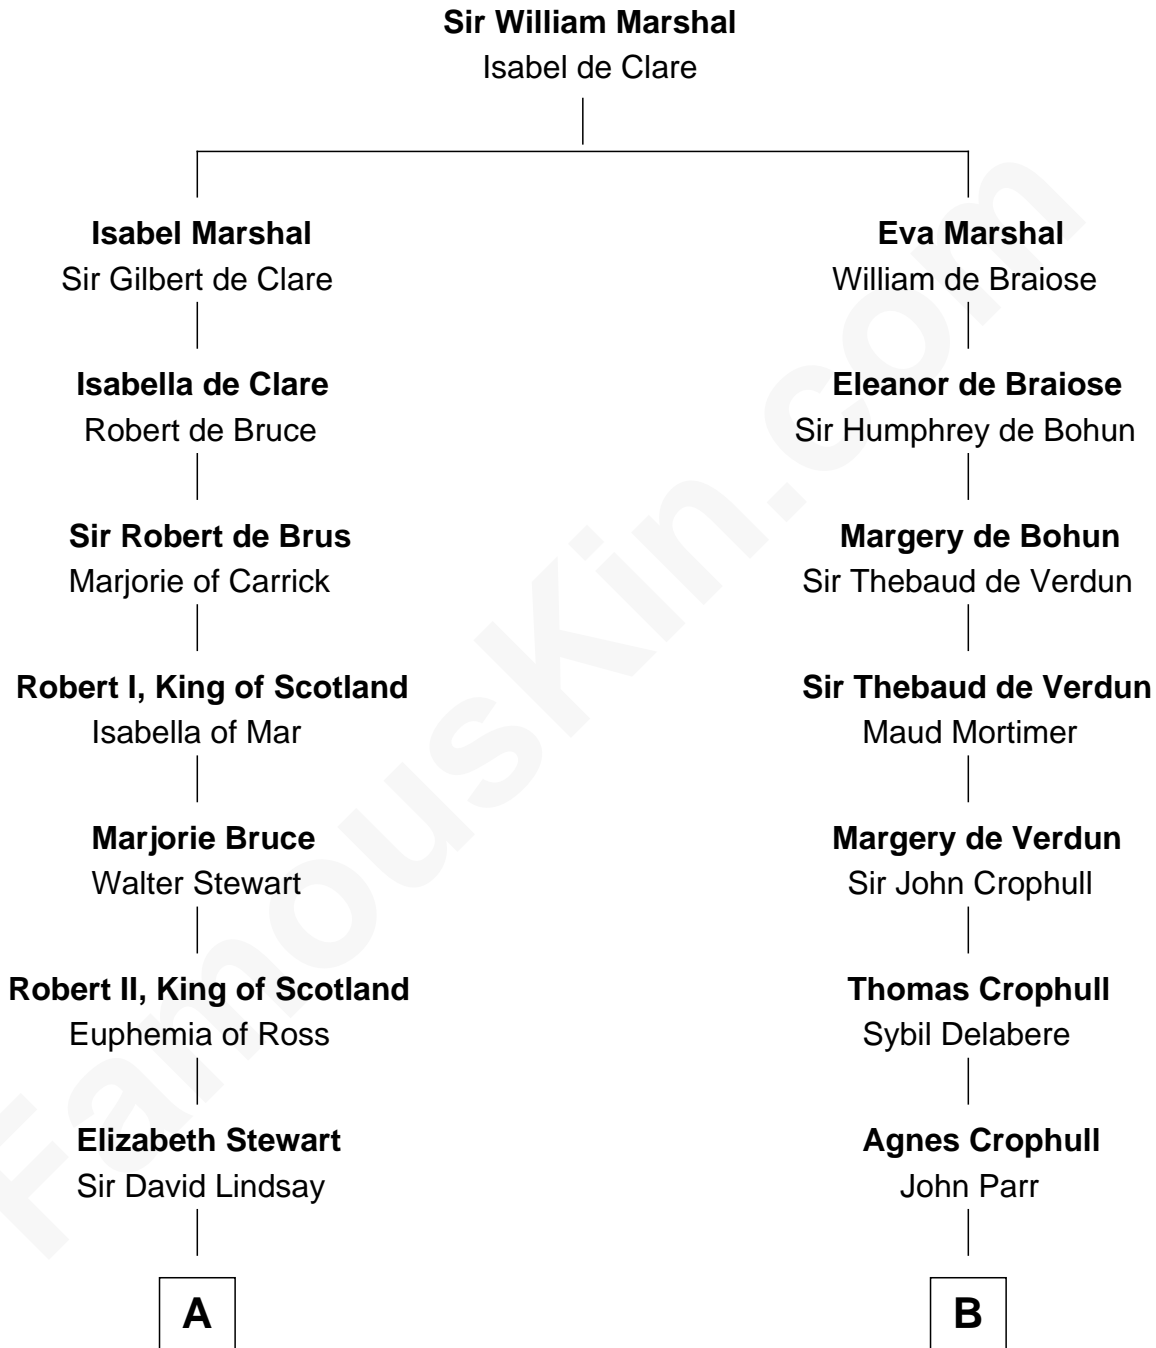 Sir William Marshal
Isabel de Clare
Isabel Marshal
Sir Gilbert de Clare
Eva Marshal
William de Braiose
Isabella de Clare
Robert de Bruce
Eleanor de Braiose
Sir Humphrey de Bohun
Sir Robert de Brus
Marjorie of Carrick
Margery de Bohun
Sir Thebaud de Verdun
Robert I, King of Scotland
Isabella of Mar
Sir Thebaud de Verdun
Maud Mortimer
Marjorie Bruce
Walter Stewart
Margery de Verdun
Sir John Crophull
Robert II, King of Scotland
Euphemia of Ross
Thomas Crophull
Sybil Delabere
Elizabeth Stewart
Sir David Lindsay
Agnes Crophull
John Parr
A
B
FamousKin.com